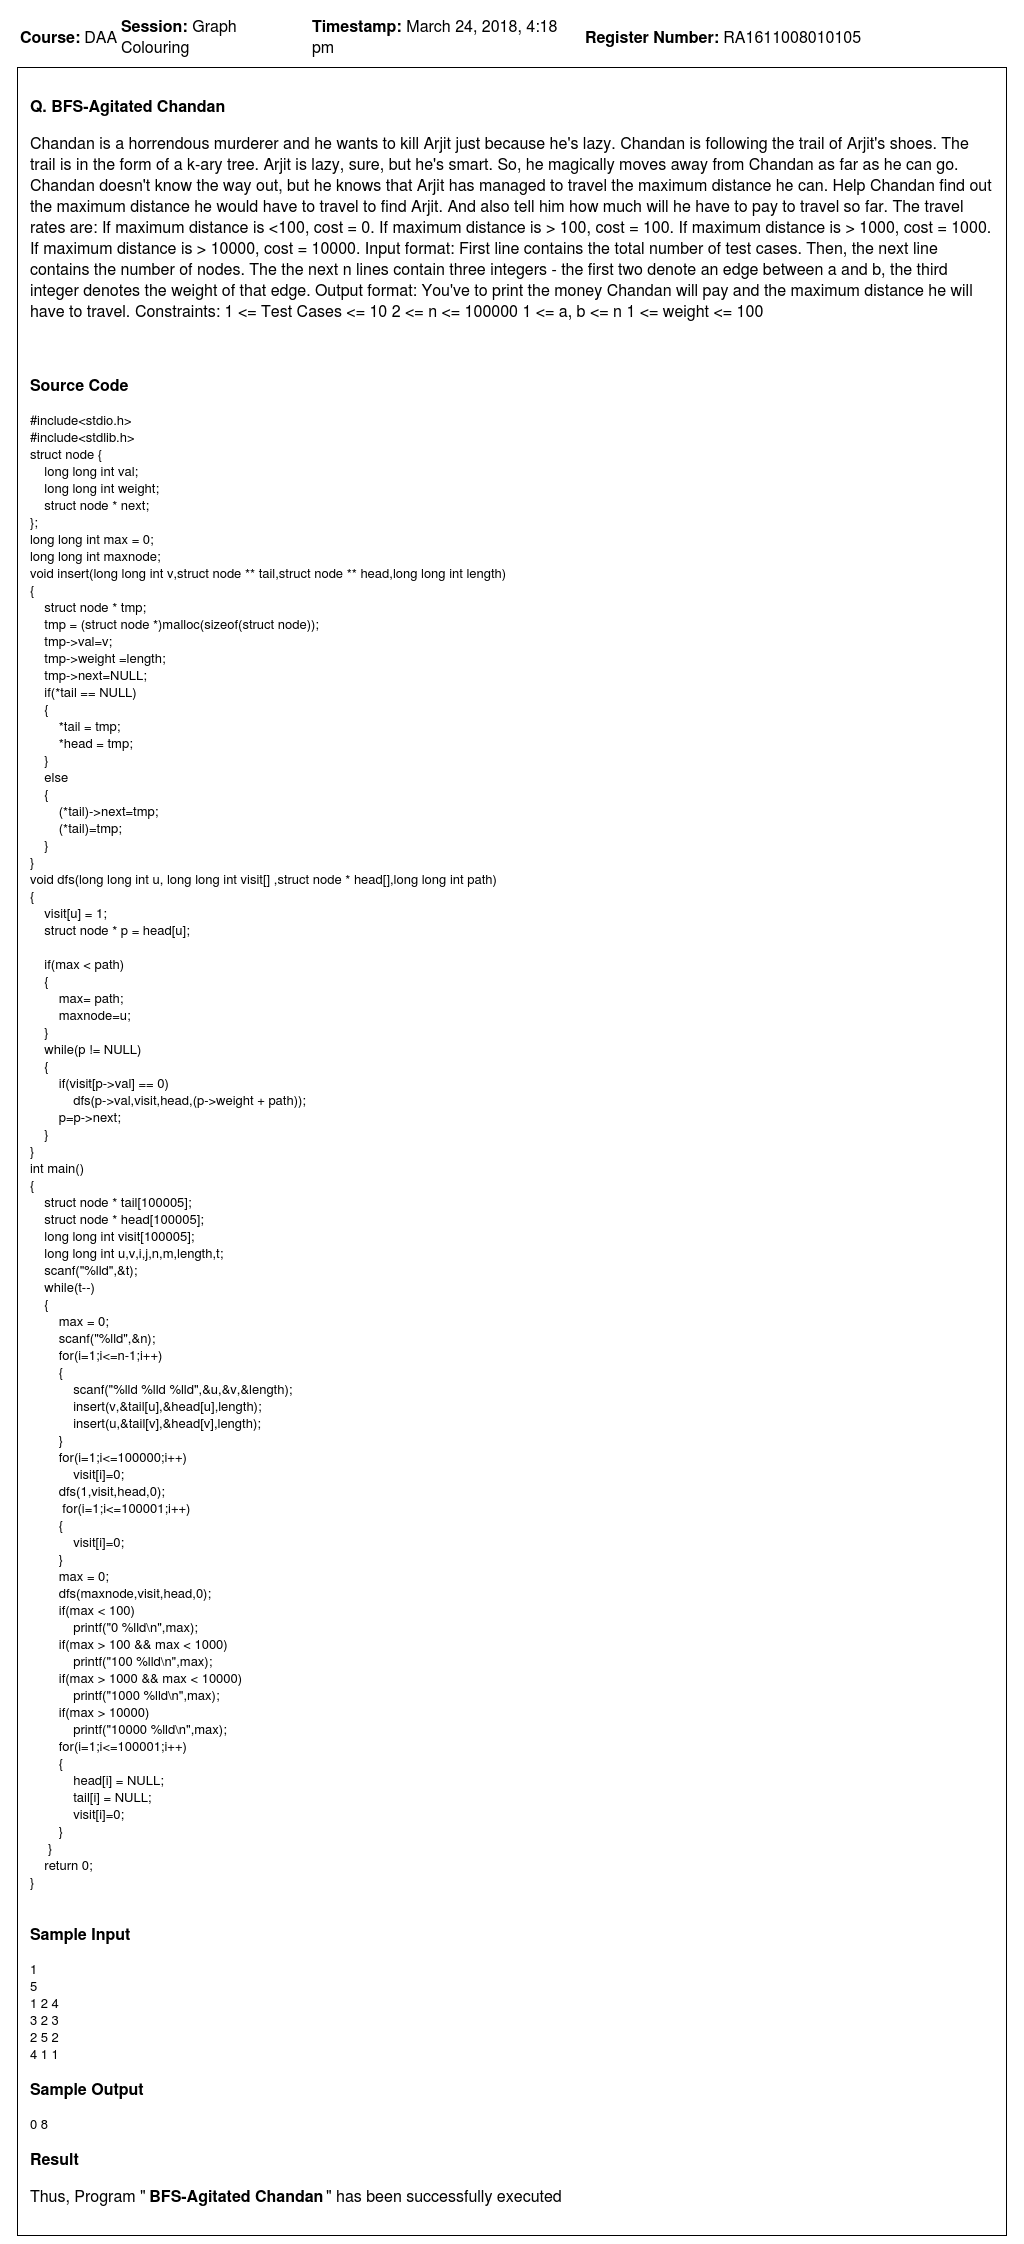 Course: DAA Session: Graph Colouring Timestamp: March 24, 2018, 4:18 pm Register Number: RA1611008010105
Q. BFS-Agitated Chandan
Chandan is a horrendous murderer and he wants to kill Arjit just because he's lazy. Chandan is following the trail of Arjit's shoes. The
trail is in the form of a k-ary tree. Arjit is lazy, sure, but he's smart. So, he magically moves away from Chandan as far as he can go.
Chandan doesn't know the way out, but he knows that Arjit has managed to travel the maximum distance he can. Help Chandan find out
the maximum distance he would have to travel to find Arjit. And also tell him how much will he have to pay to travel so far. The travel
rates are: If maximum distance is <100, cost = 0. If maximum distance is > 100, cost = 100. If maximum distance is > 1000, cost = 1000.
If maximum distance is > 10000, cost = 10000. Input format: First line contains the total number of test cases. Then, the next line
contains the number of nodes. The the next n lines contain three integers - the first two denote an edge between a and b, the third
integer denotes the weight of that edge. Output format: You've to print the money Chandan will pay and the maximum distance he will
have to travel. Constraints: 1 <= Test Cases <= 10 2 <= n <= 100000 1 <= a, b <= n 1 <= weight <= 100
Source Code
#include<stdio.h>
#include<stdlib.h>
struct node {
    long long int val;
    long long int weight;
    struct node * next;
};
long long int max = 0;
long long int maxnode;
void insert(long long int v,struct node ** tail,struct node ** head,long long int length)
{
    struct node * tmp;
    tmp = (struct node *)malloc(sizeof(struct node));
    tmp->val=v;
    tmp->weight =length;
    tmp->next=NULL;
    if(*tail == NULL)
    {
        *tail = tmp;
        *head = tmp;
    }
    else
    {
        (*tail)->next=tmp;
        (*tail)=tmp;
    }
}
void dfs(long long int u, long long int visit[] ,struct node * head[],long long int path)
{
    visit[u] = 1;
    struct node * p = head[u];
    if(max < path)
    {
        max= path;
        maxnode=u;
    }
    while(p != NULL)
    {
        if(visit[p->val] == 0)
            dfs(p->val,visit,head,(p->weight + path));
        p=p->next;
    }
}
int main()
{
    struct node * tail[100005];
    struct node * head[100005];
    long long int visit[100005];
    long long int u,v,i,j,n,m,length,t;
    scanf("%lld",&t);
    while(t--)
    {
        max = 0;
        scanf("%lld",&n);
        for(i=1;i<=n-1;i++)
        {
            scanf("%lld %lld %lld",&u,&v,&length);
            insert(v,&tail[u],&head[u],length);
            insert(u,&tail[v],&head[v],length);
        }
        for(i=1;i<=100000;i++)
            visit[i]=0;
        dfs(1,visit,head,0);
         for(i=1;i<=100001;i++)
        {
            visit[i]=0;
        }
        max = 0;
        dfs(maxnode,visit,head,0);
        if(max < 100)
            printf("0 %lld\n",max);
        if(max > 100 && max < 1000)
            printf("100 %lld\n",max);
        if(max > 1000 && max < 10000)
            printf("1000 %lld\n",max);
        if(max > 10000)
            printf("10000 %lld\n",max);
        for(i=1;i<=100001;i++)
        {
            head[i] = NULL;
            tail[i] = NULL;
            visit[i]=0;
        }
     }
    return 0;
}
Sample Input
1
5
1 2 4
3 2 3
2 5 2
4 1 1
Sample Output
0 8
Result
Thus, Program " BFS-Agitated Chandan " has been successfully executed